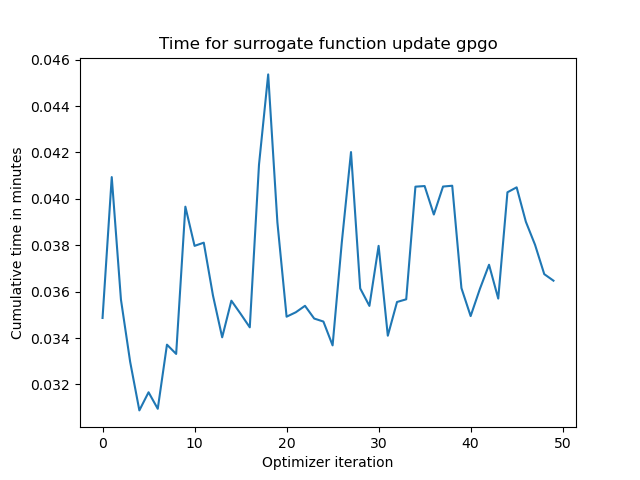 Time for surrogate function update gpgo
Cumulative time in minutes
0.046
0.044
0.042
0.040
0.038
0.036
0.034
0.032
0 10 20 30 40 50
Optimizer iteration